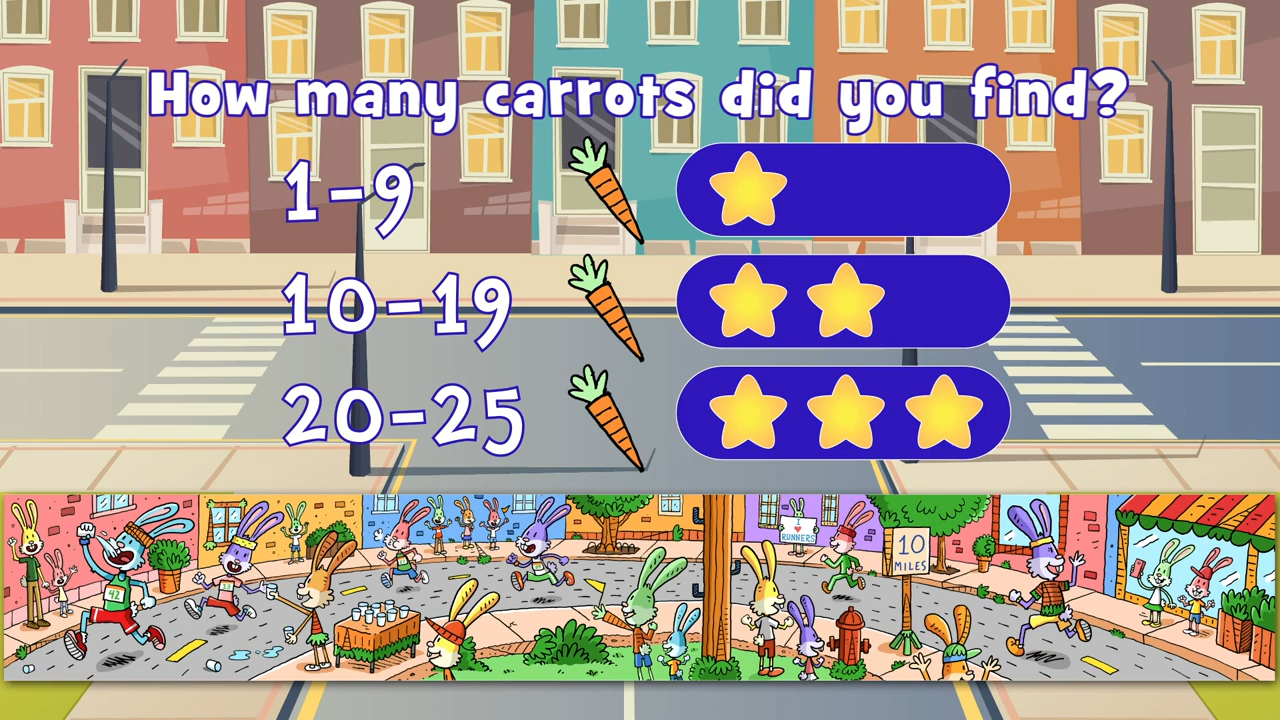 How many carrots did you find?
1-9
10-19
20-25
42
I ♥
RUNNERS
10
MILES